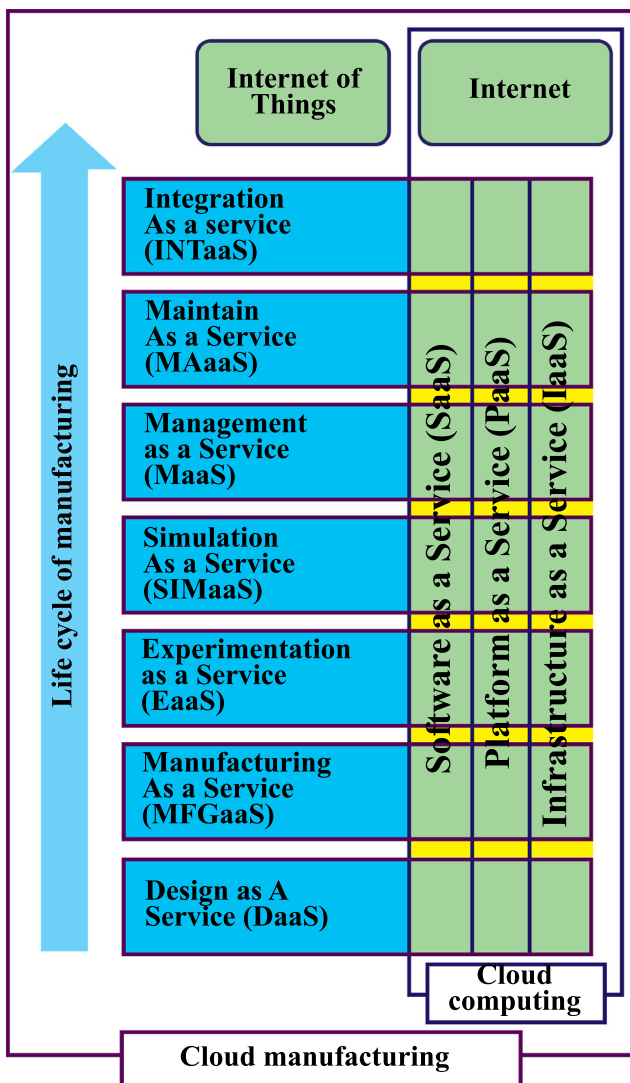 Internet of
Things
Internet
Life cycle of manufacturing
Integration
As a service
(INTaaS)
Maintain
As a Service
(MAaaS)
Management
as a Service
(MaaS)
Simulation
As a Service
(SIMaaS)
Experimentation
as a Service
(EaaS)
Manufacturing
As a Service
(MFGaaS)
Design as A
Service (DaaS)
Software as a Service (SaaS)
Platform as a Service (PaaS)
Infrastructure as a Service (IaaS)
Cloud
computing
Cloud manufacturing